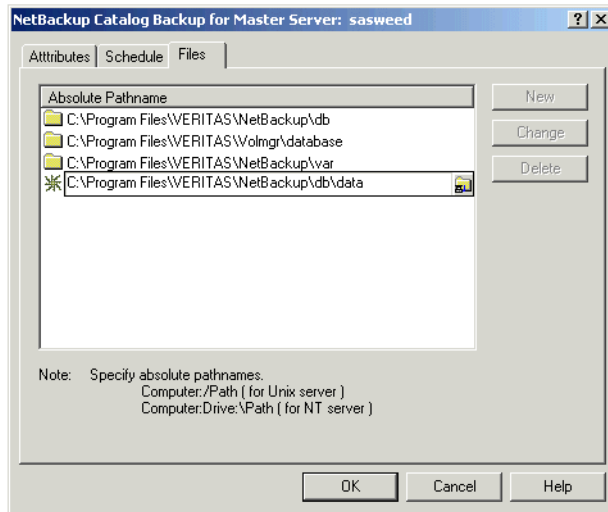 NetBackup Catalog Backup for Master Server: sasweed
Atttributes Schedule Files
Absolute Pathname
New
C:\Program Files\VERITAS\NetBackup\db
C:\Program Files\VERITAS\Volmgr\database
Change
C:\Program Files\VERITAS\NetBackup\var
Delete
C:\Program Files\VERITAS\NetBackup\db\data
Note: Specify absolute pathnames.
Computer:/Path ( for Unix server )
Computer:Drive:\Path ( for NT server )
OK Cancel Help